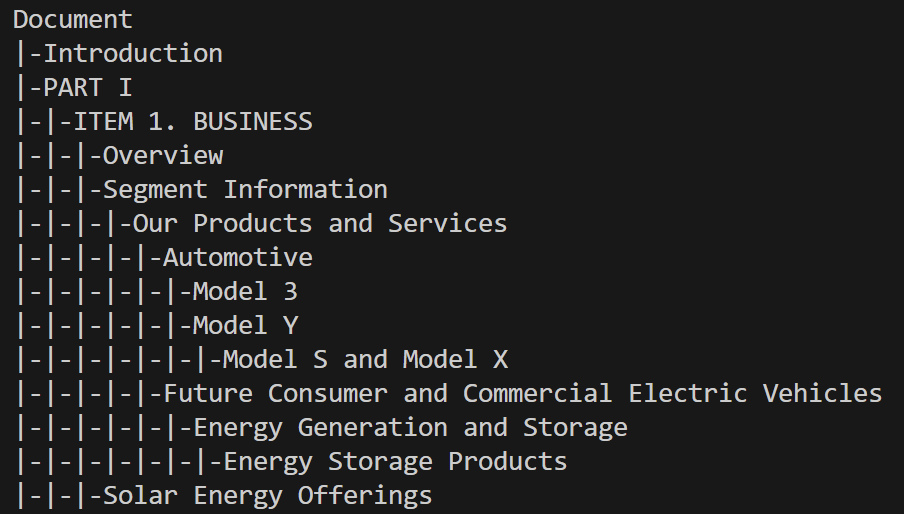 Document
|-Introduction
|-PART I
|-|-ITEM 1. BUSINESS
|-|-|-Overview
|-|-|-Segment Information
|-|-|-|-Our Products and Services
|-|-|-|-|-Automotive
|-|-|-|-|-|-Model 3
|-|-|-|-|-|-Model Y
|-|-|-|-|-|-|-Model S and Model X
|-|-|-|-|-Future Consumer and Commercial Electric Vehicles
|-|-|-|-|-|-Energy Generation and Storage
|-|-|-|-|-|-|-Energy Storage Products
|-|-|-Solar Energy Offerings